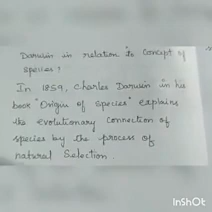 Darwin in relation to Concept of
Species?
In 1859, Charles Darwin in his
book "Origin of Species" explains
the evolutionary Connection of
species by the process of
natural Selection
InShOt